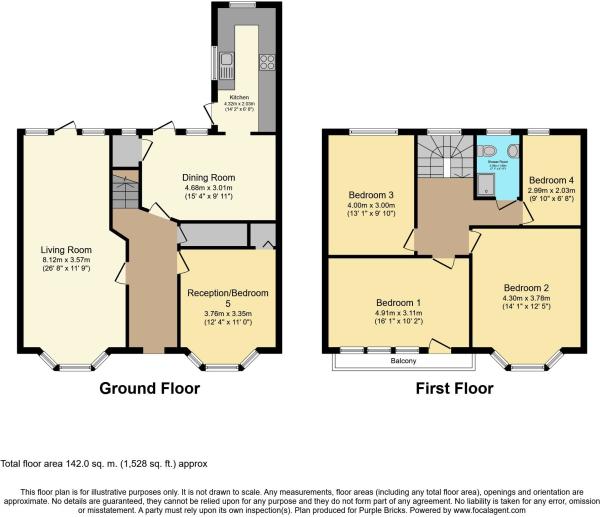 Kitchen
4.32m x 2.03m
(14' 2" x 6' 8")
Dining Room
4.68m x 3.01m
(15' 4" x 9' 11")
Living Room
8.12m x 3.57m
(26' 8" x 11' 9")
Reception/Bedroom
5
3.76m x 3.35m
(12' 4" x 11' 0")
Ground Floor
Shower Room
Bedroom 3
4.00m x 3.00m
(13' 1" x 9' 10")
Bedroom 4
2.99m x 2.03m
(9' 10" x 6' 8")
Bedroom 1
4.91m x 3.11m
(16' 1" x 10' 2")
Bedroom 2
4.30m x 3.78m
(14' 1" x 12' 5")
Balcony
First Floor
Total floor area 142.0 sq. m. (1,528 sq. ft.) approx
This floor plan is for illustrative purposes only. It is not drawn to scale. Any measurements, floor areas (including any total floor area), openings and orientation are
approximate. No details are guaranteed, they cannot be relied upon for any purpose and they do not form part of any agreement. No liability is taken for any error, omission
or misstatement. A party must rely upon its own inspection(s). Plan produced for Purple Bricks. Powered by www.focalagent.com